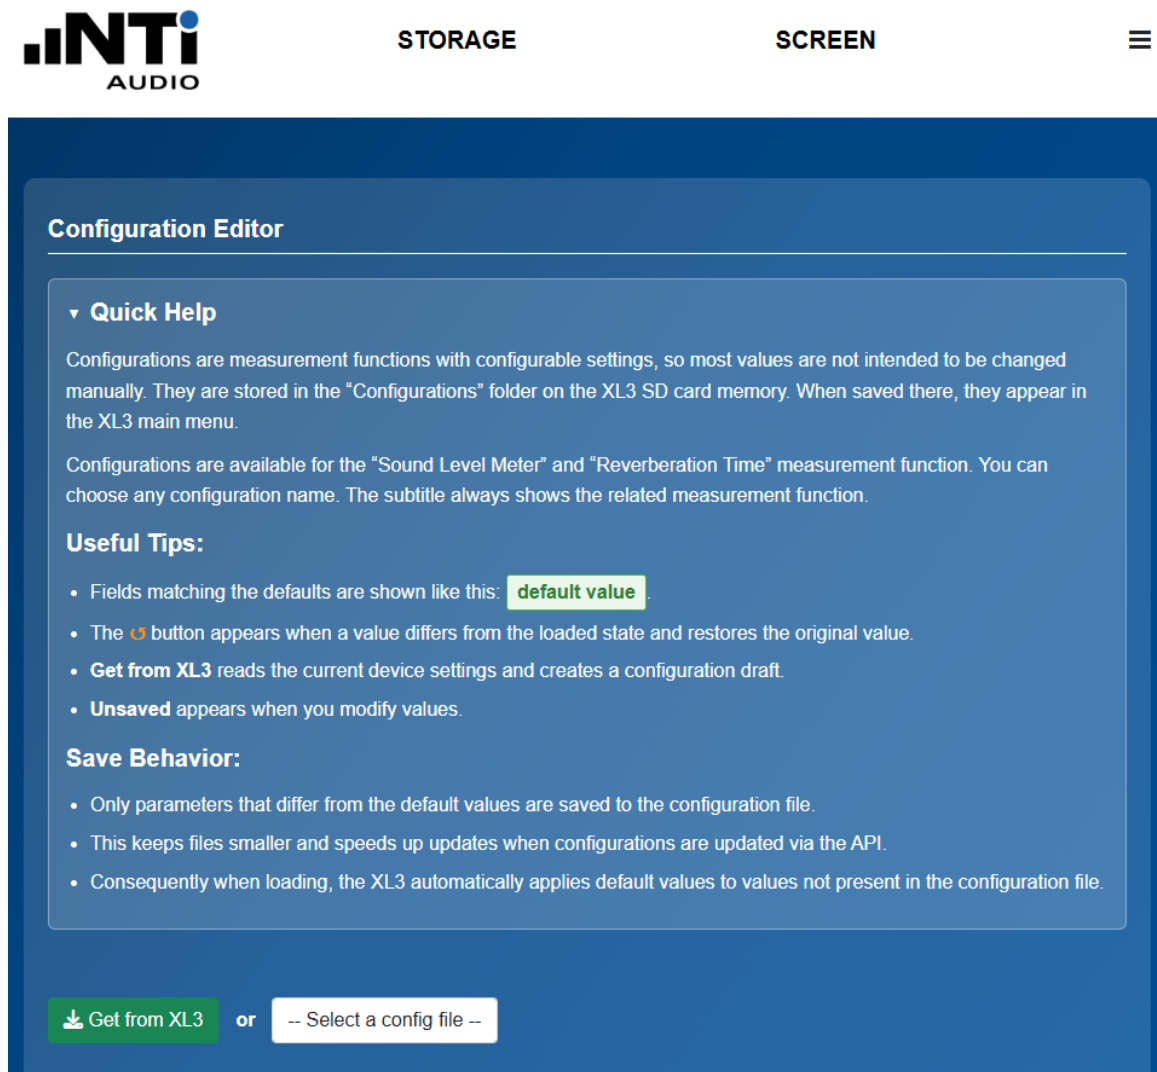 NTi
AUDIO
STORAGE
SCREEN
Configuration Editor
Quick Help
Configurations are measurement functions with configurable settings, so most values are not intended to be changed
manually. They are stored in the “Configurations” folder on the XL3 SD card memory. When saved there, they appear in
the XL3 main menu.
Configurations are available for the “Sound Level Meter” and “Reverberation Time” measurement function. You can
choose any configuration name. The subtitle always shows the related measurement function.
Useful Tips:
• Fields matching the defaults are shown like this: default value.
• The ↺ button appears when a value differs from the loaded state and restores the original value.
• Get from XL3 reads the current device settings and creates a configuration draft.
• Unsaved appears when you modify values.
Save Behavior:
• Only parameters that differ from the default values are saved to the configuration file.
• This keeps files smaller and speeds up updates when configurations are updated via the API.
• Consequently when loading, the XL3 automatically applies default values to values not present in the configuration file.
Get from XL3 or -- Select a config file --